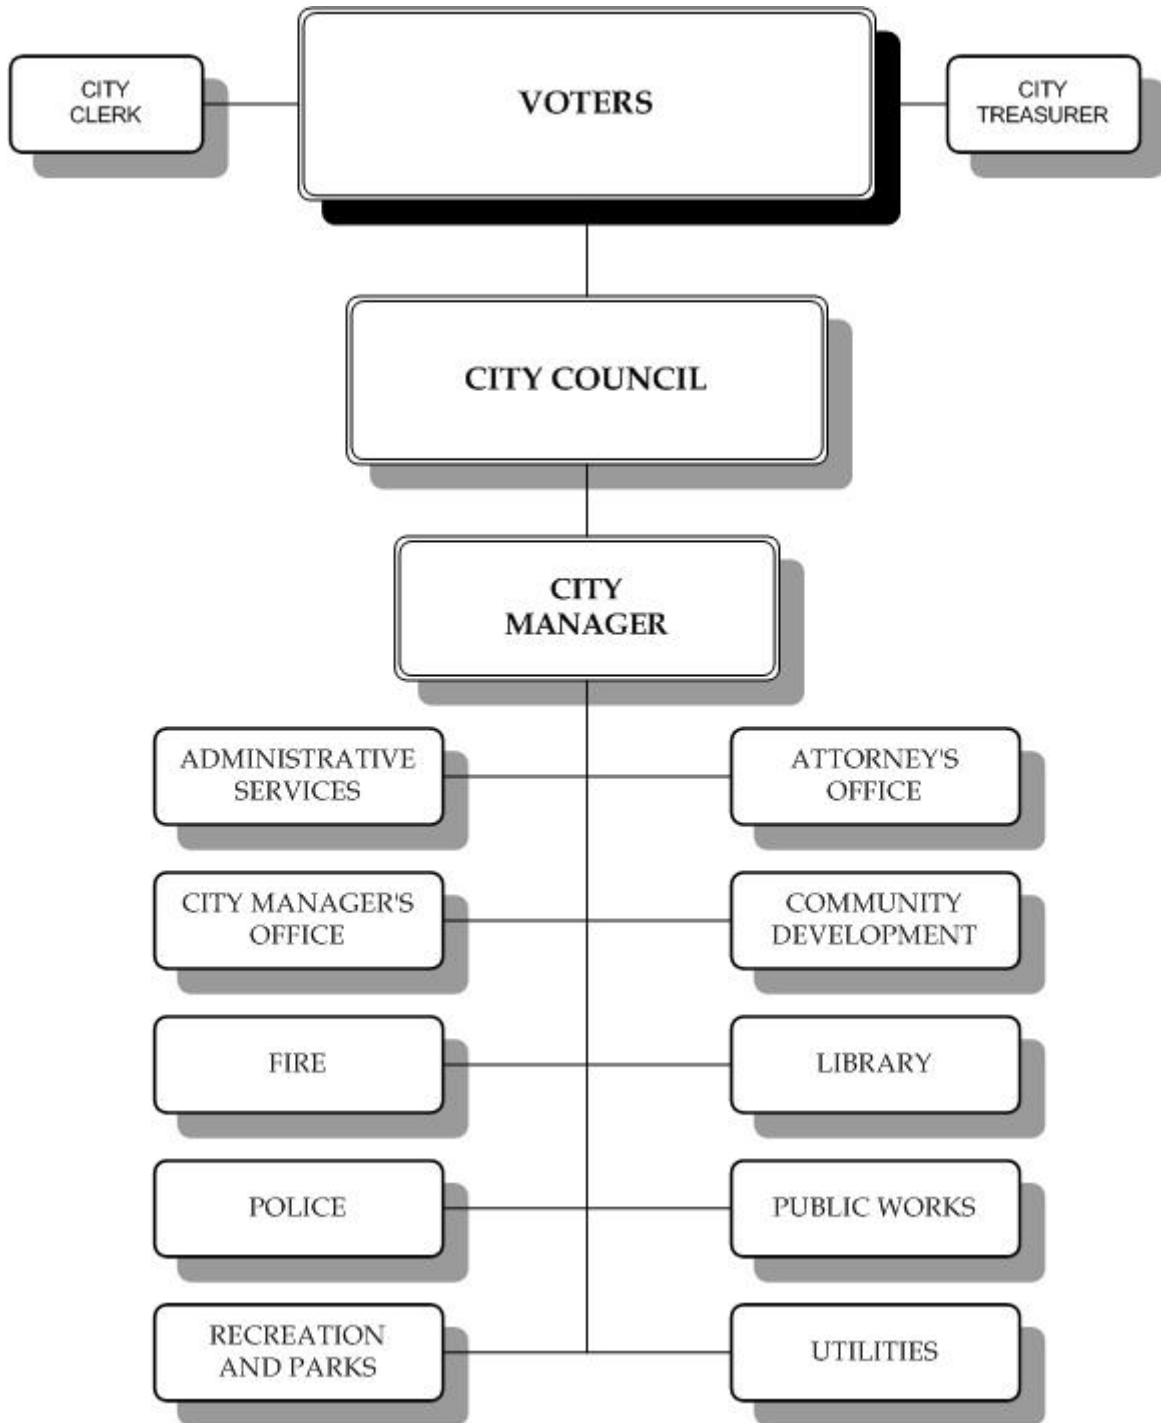 CITY
CLERK
VOTERS
CITY
TREASURER
CITY COUNCIL
CITY
MANAGER
ADMINISTRATIVE
SERVICES
ATTORNEY'S
OFFICE
CITY MANAGER'S
OFFICE
COMMUNITY
DEVELOPMENT
FIRE
LIBRARY
POLICE
PUBLIC WORKS
RECREATION
AND PARKS
UTILITIES